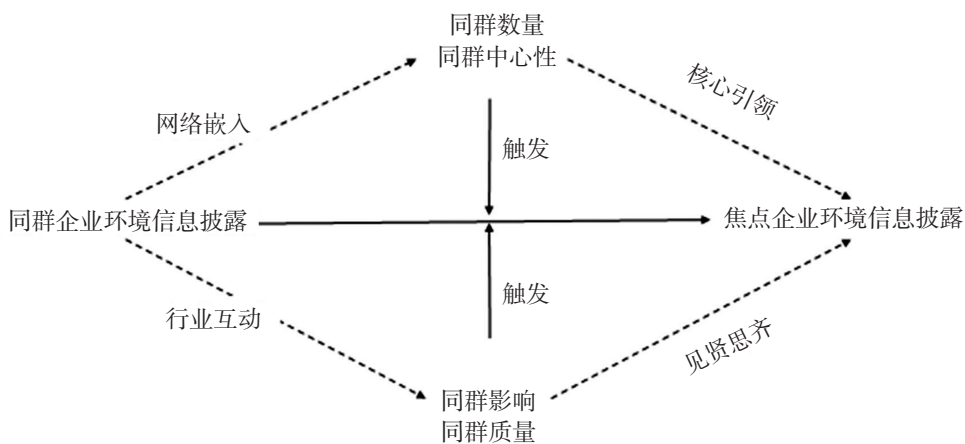 同群数量
同群中心性
核心引领
网络嵌入
触发
同群企业环境信息披露
焦点企业环境信息披露
触发
行业互动
见贤思齐
同群影响
同群质量